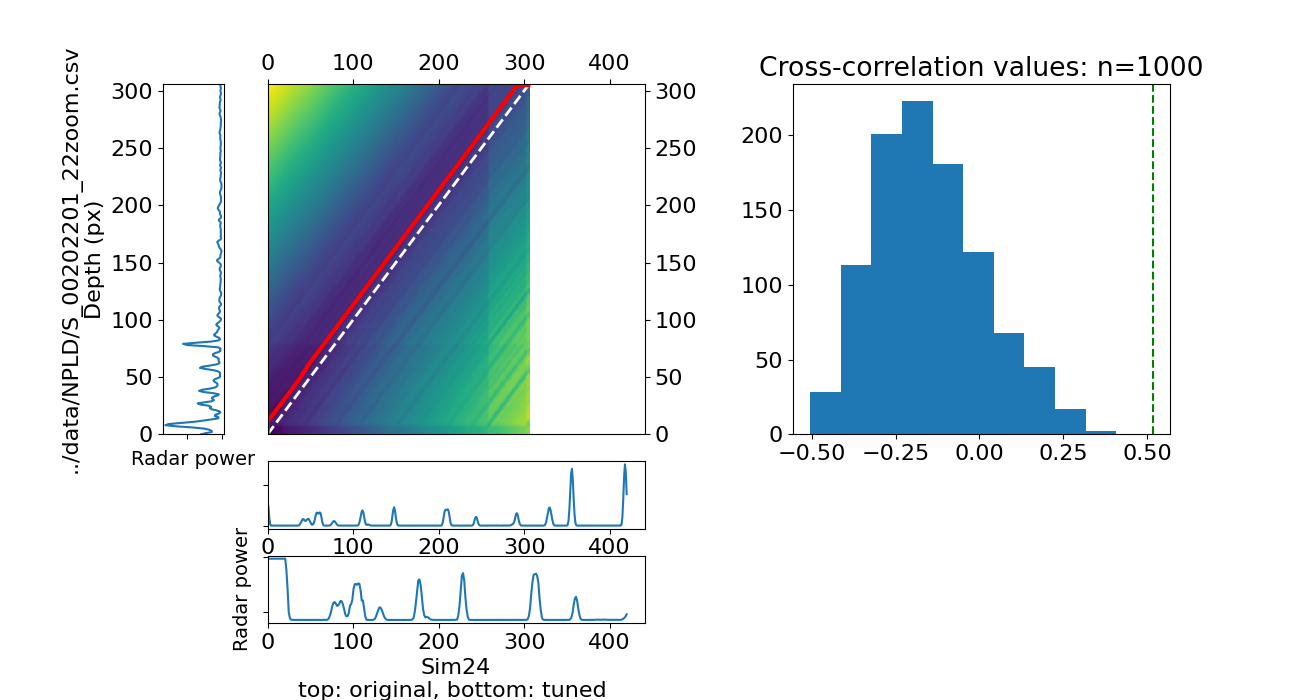 0 100 200 300 400
Cross-correlation values: n=1000
../data/NPLD/S_00202201_22zoom.csv
Depth (px)
300 300
250 250
200 200
150 150
100 100
50 50
0 0
200
150
100
50
0
−0.50 −0.25 0.00 0.25 0.50
Radar power
0 100 200 300 400
Radar power
0 100 200 300 400
Sim24
top: original, bottom: tuned